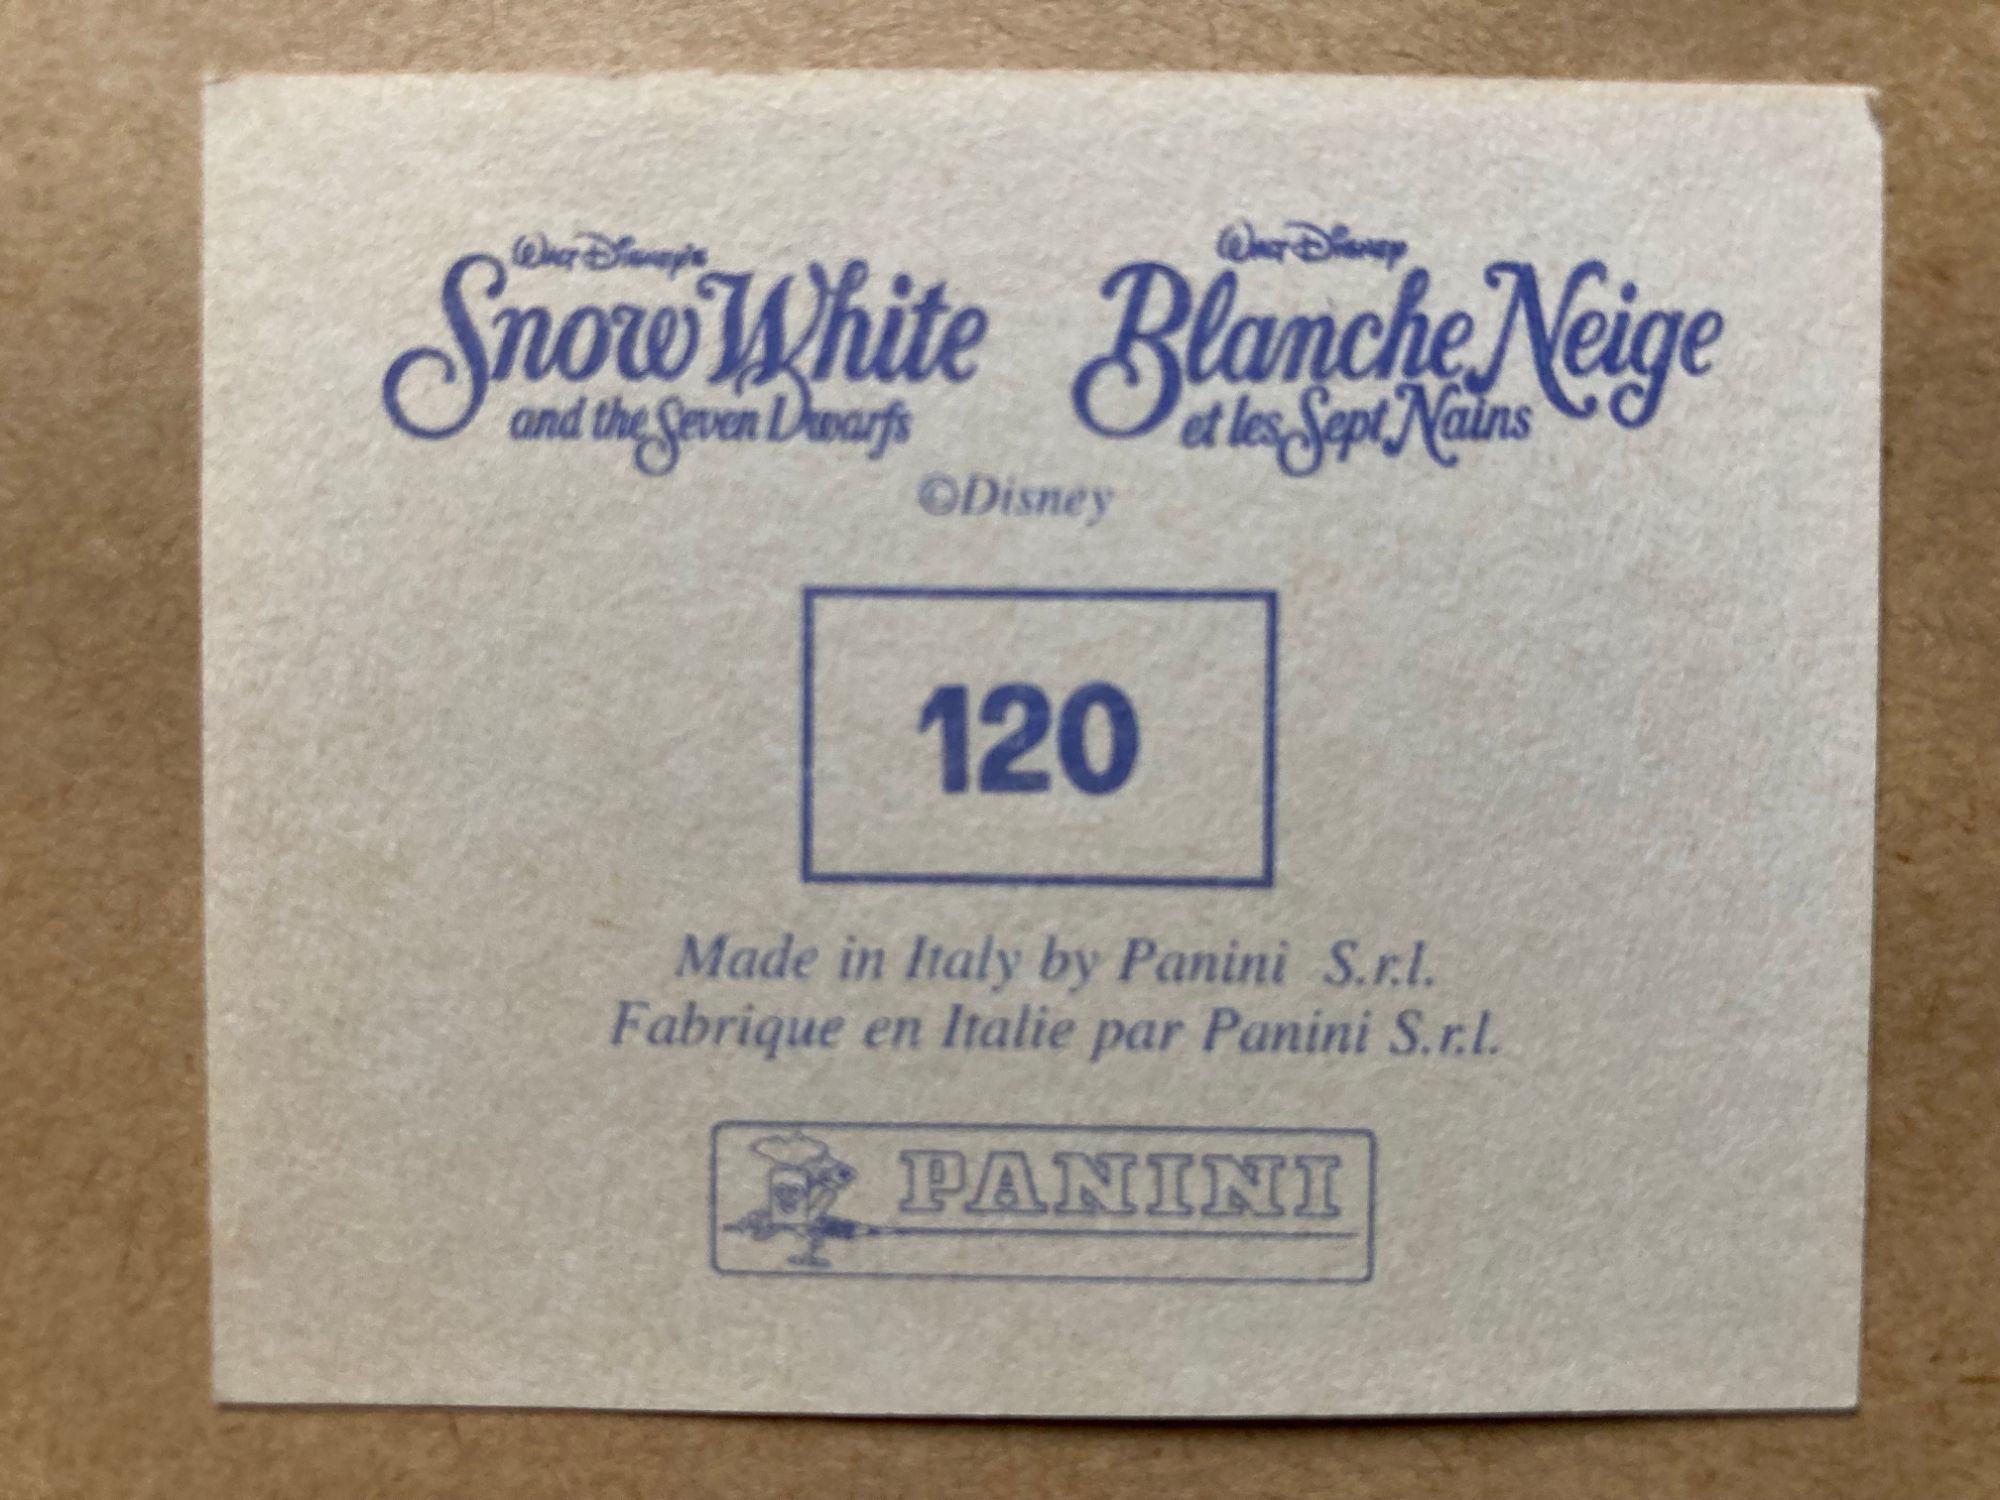 Walt Disney's
Snow White
and the Seven Dwarfs
Walt Disney
Blanche Neige
et les Sept Nains
©Disney
120
Made in Italy by Panini S.r.l.
Fabrique en Italie par Panini S.r.l.
PANINI